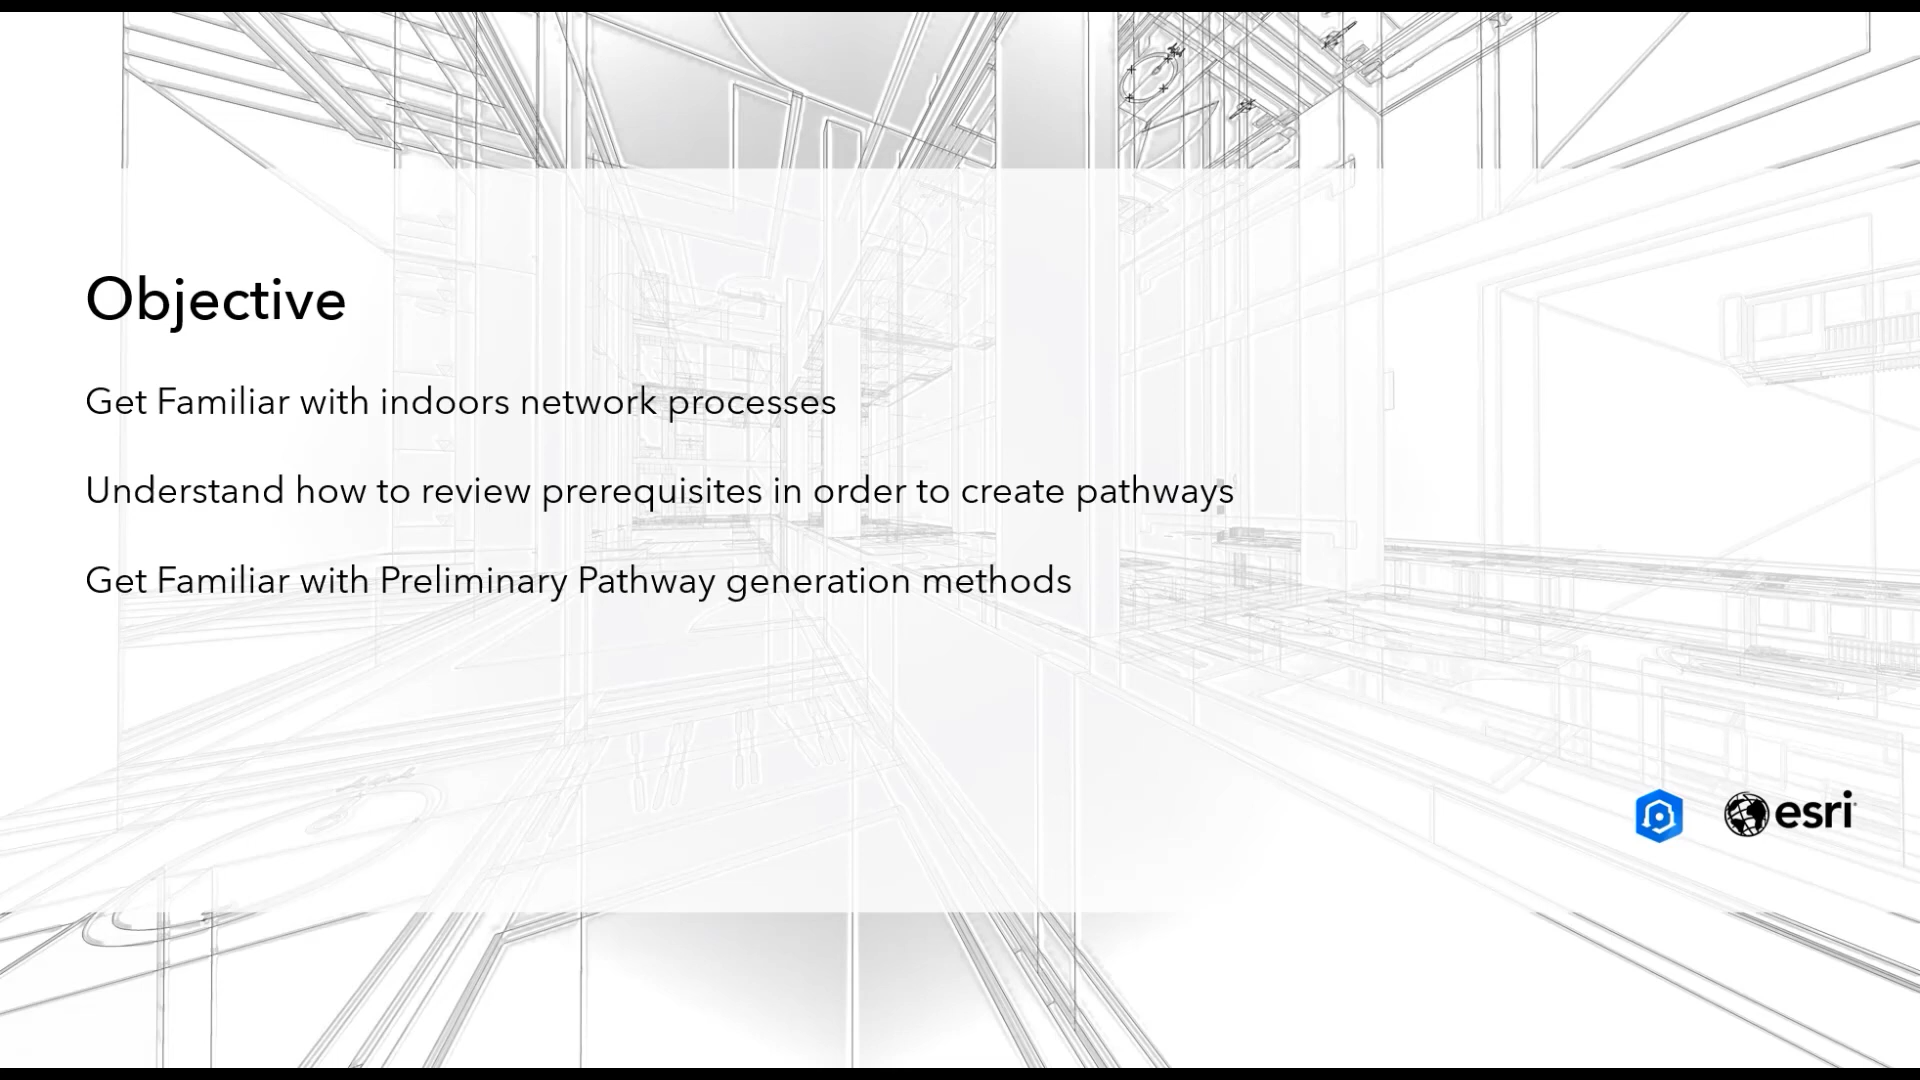 Objective
Get Familiar with indoors network processes
Understand how to review prerequisites in order to create pathways
Get Familiar with Preliminary Pathway generation methods
esri